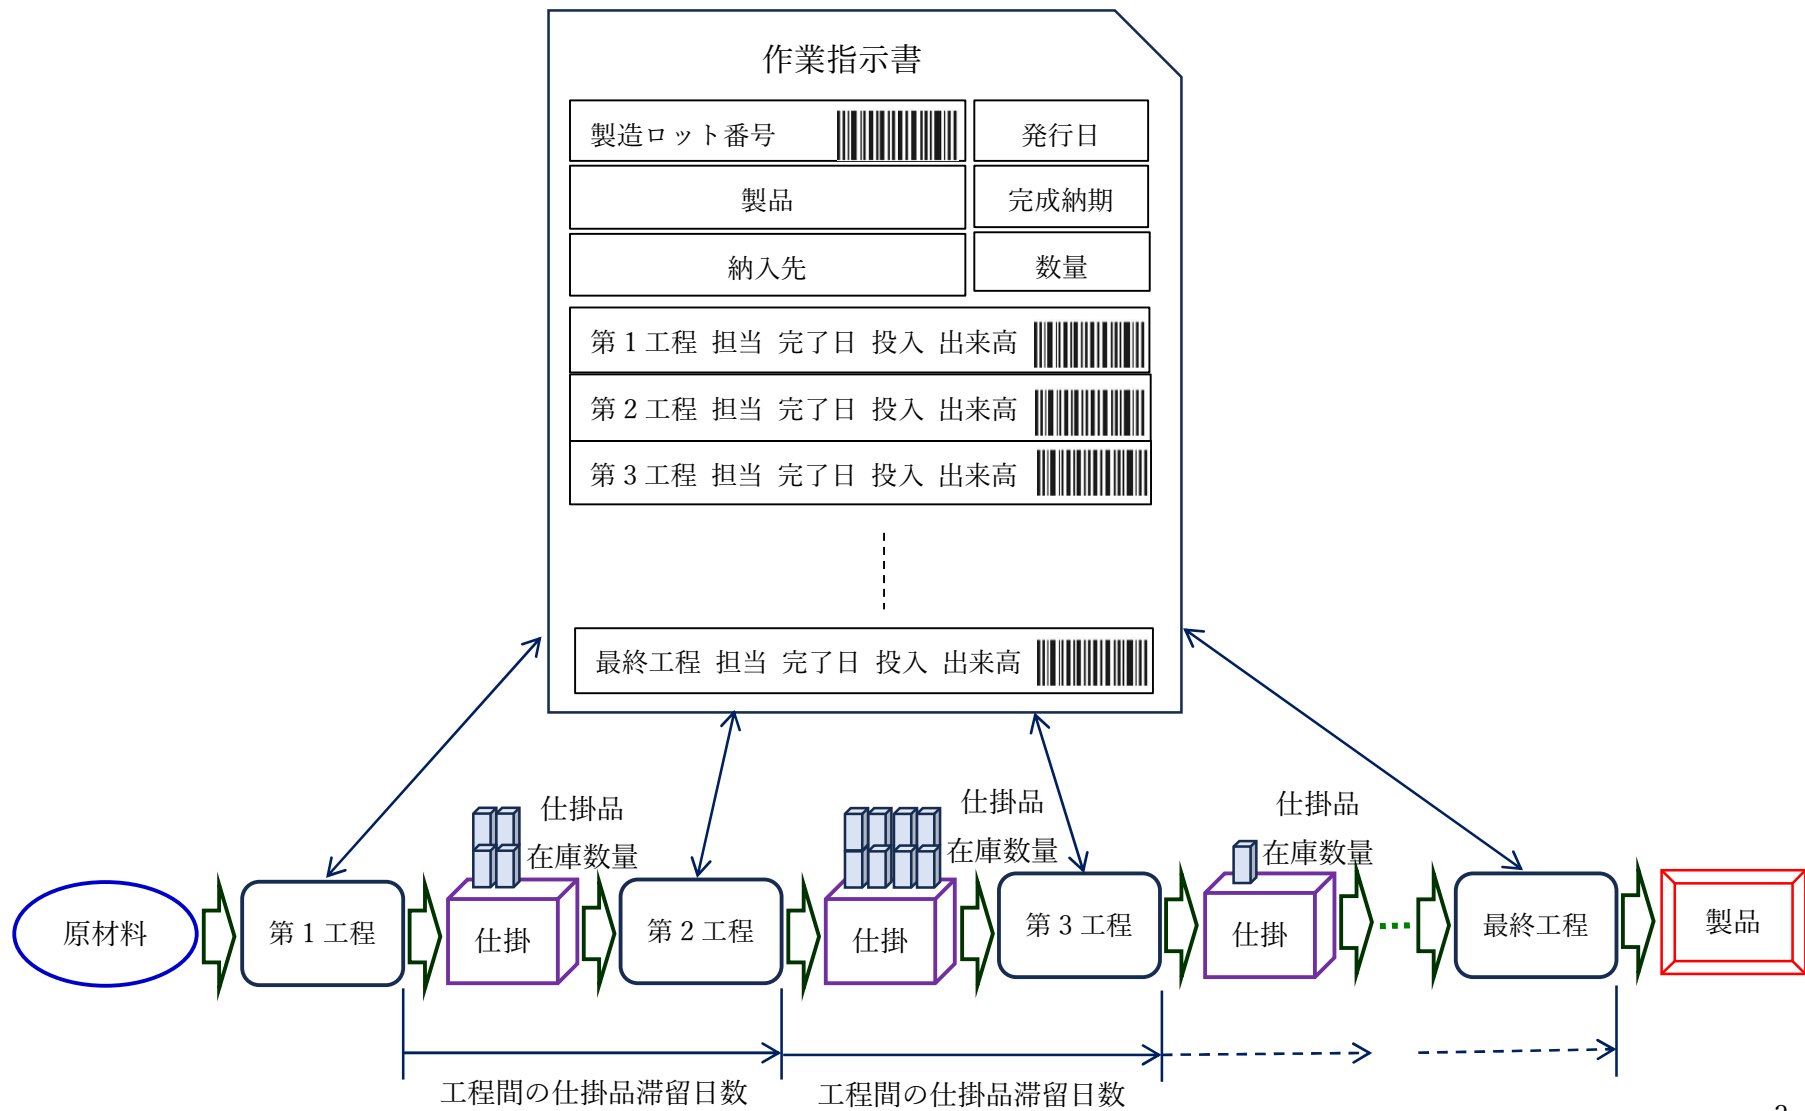 作業指示書
製造ロット番号
発行日
製品
完成納期
納入先
数量
第1工程 担当 完了日 投入 出来高
第2工程 担当 完了日 投入 出来高
第3工程 担当 完了日 投入 出来高
最終工程 担当 完了日 投入 出来高
仕掛品
在庫数量
仕掛品
在庫数量
仕掛品
在庫数量
原材料
第1工程
仕掛
第2工程
仕掛
第3工程
仕掛
最終工程
製品
工程間の仕掛品滞留日数
工程間の仕掛品滞留日数